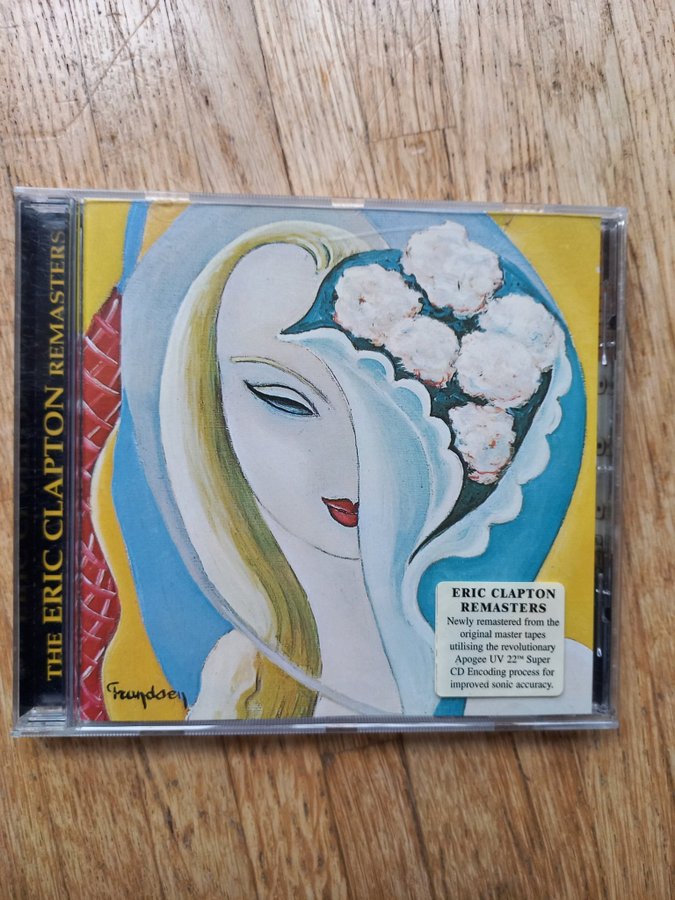 THE ERIC CLAPTON REMASTERS
ERIC CLAPTON
REMASTERS
Newly remastered from the
original master tapes
utilising the revolutionary
Apogee UV 22™ Super
CD Encoding process for
improved sonic accuracy.